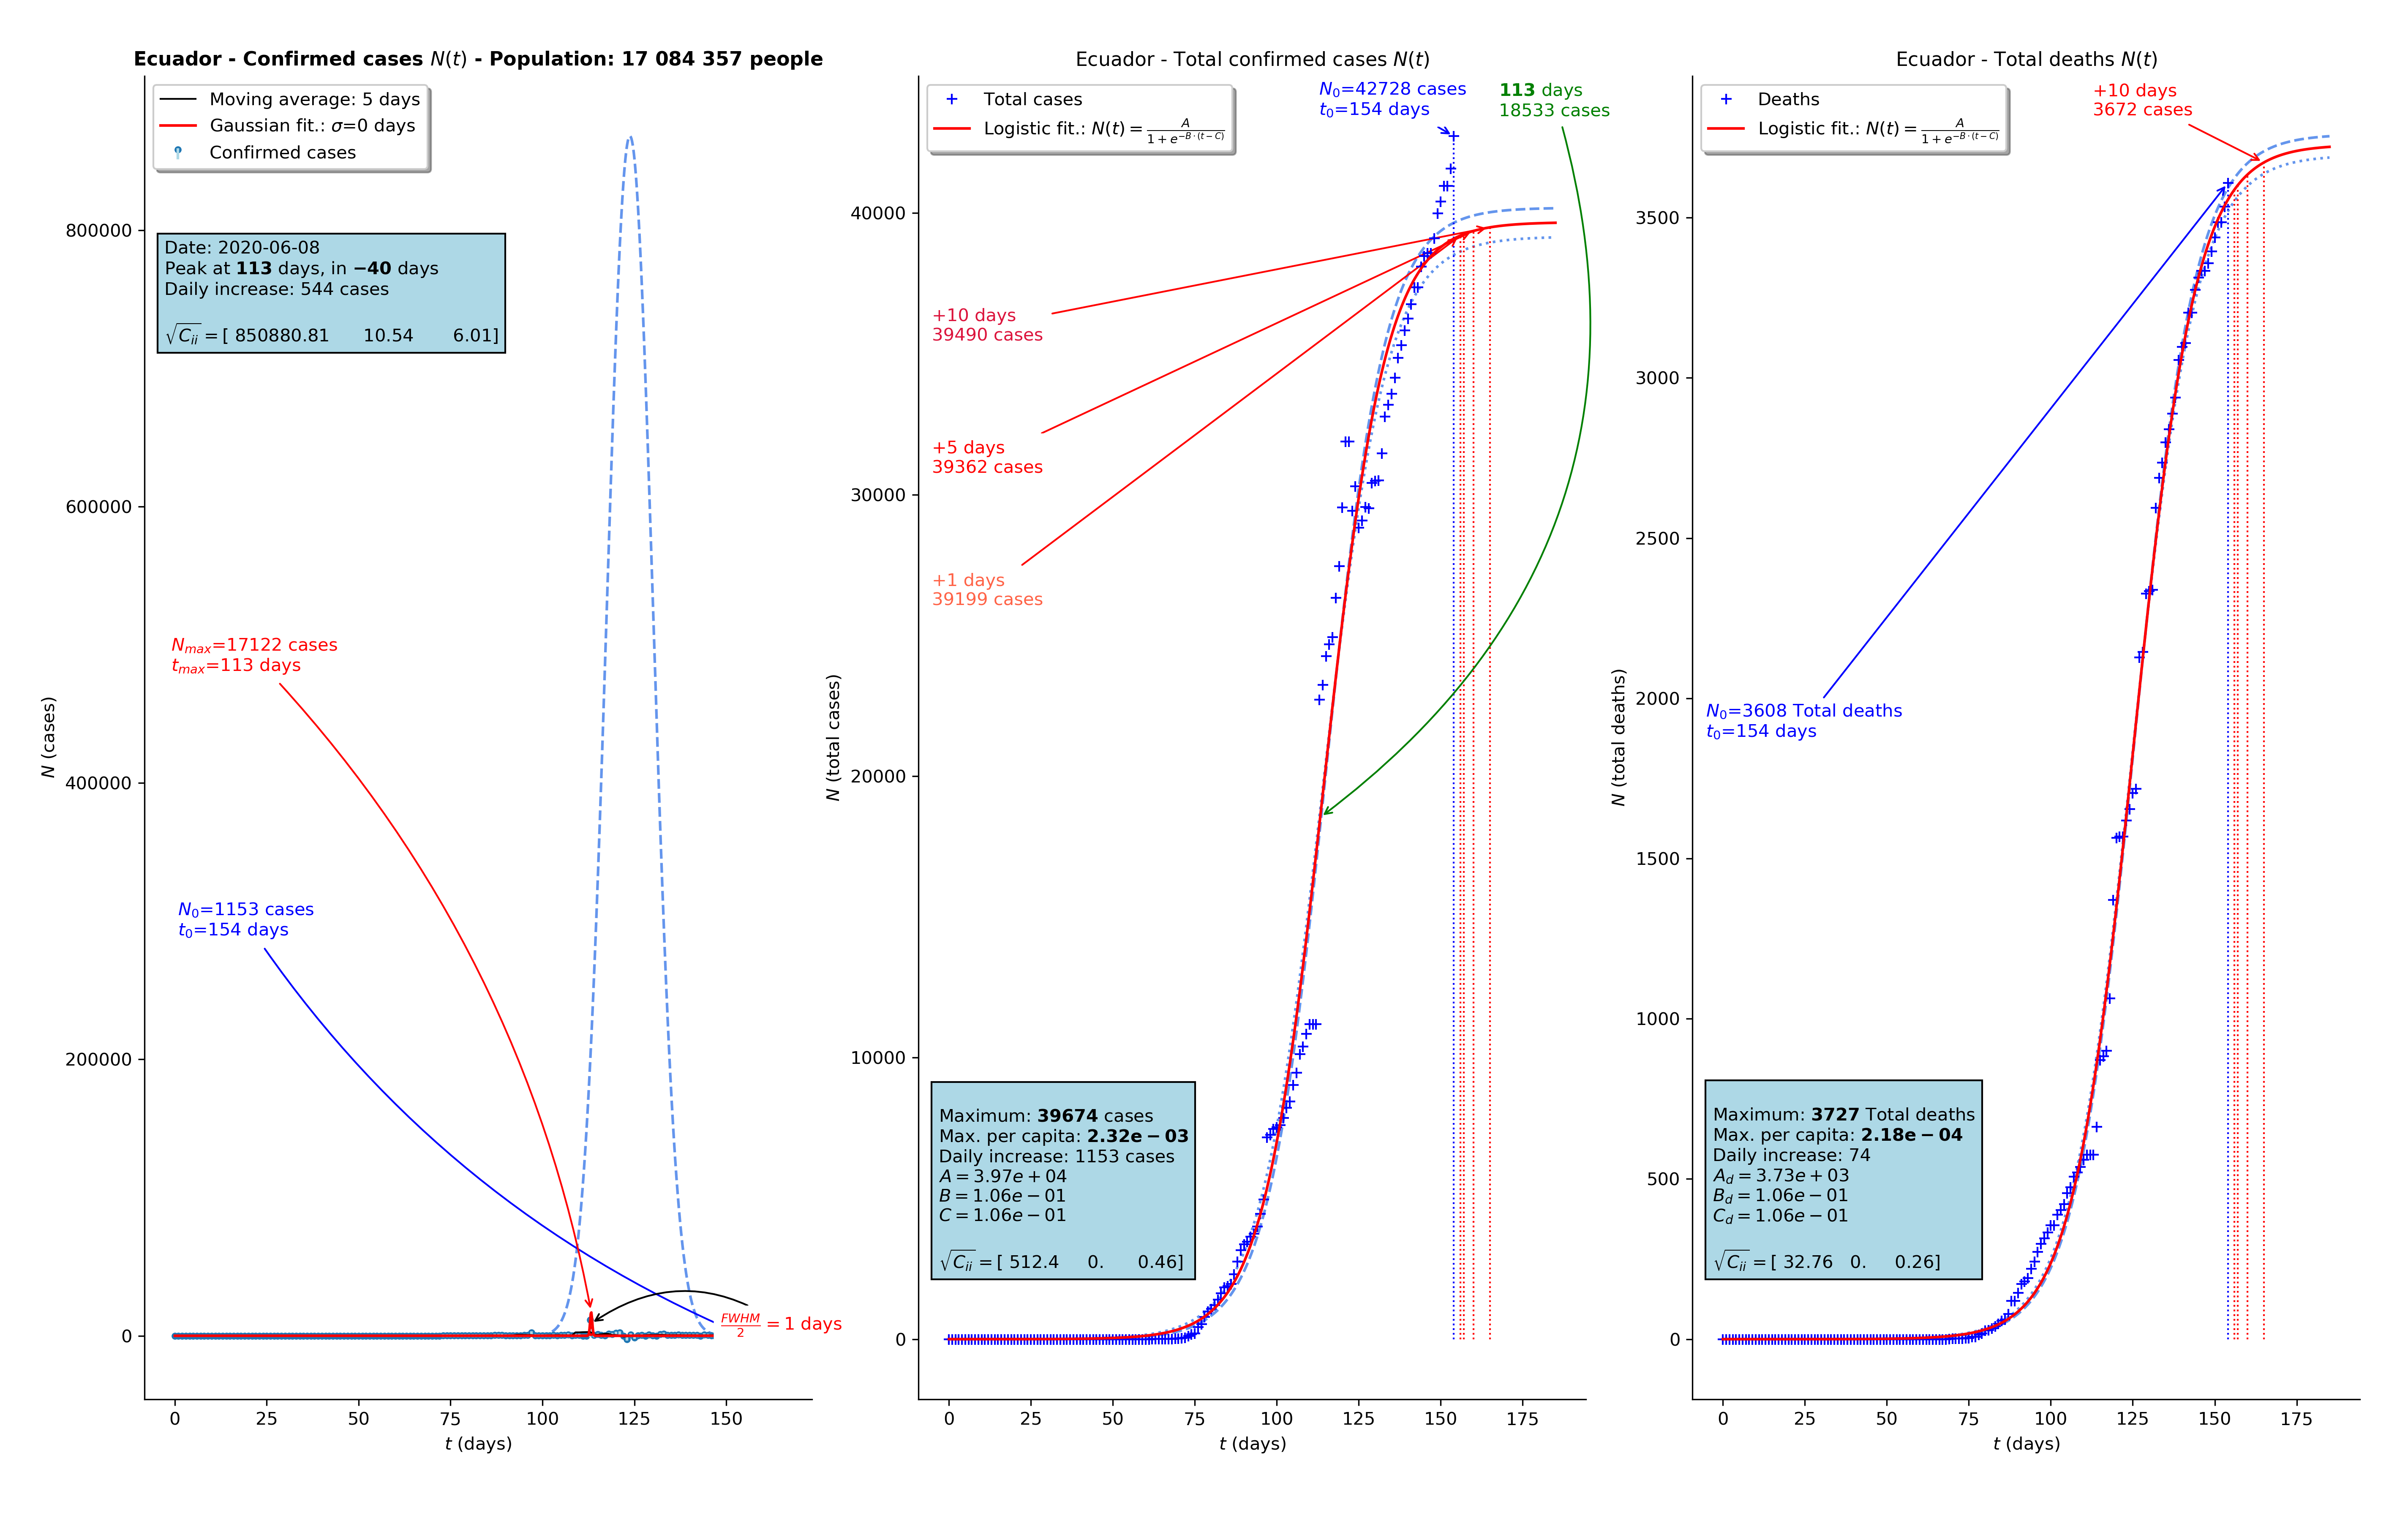 Ecuador - Confirmed cases N(t) - Population: 17 084 357 people
Moving average: 5 days
Gaussian fit.: σ=0 days
Confirmed cases
Date: 2020-06-08
Peak at 113 days, in −40 days
Daily increase: 544 cases
√C_ii = [ 850880.81 10.54 6.01]
N_max=17122 cases
t_max=113 days
N_0=1153 cases
t_0=154 days
FWHM/2 = 1 days
800000
600000
400000
200000
0
N (cases)
0 25 50 75 100 125 150
t (days)
Ecuador - Total confirmed cases N(t)
Total cases
Logistic fit.: N(t) = A/(1 + e^(−B·(t−C)))
N_0=42728 cases
t_0=154 days
113 days
18533 cases
+10 days
39490 cases
+5 days
39362 cases
+1 days
39199 cases
Maximum: 39674 cases
Max. per capita: 2.32e − 03
Daily increase: 1153 cases
A = 3.97e + 04
B = 1.06e − 01
C = 1.06e − 01
√C_ii = [ 512.4 0. 0.46]
40000
30000
20000
10000
0
N (total cases)
0 25 50 75 100 125 150 175
t (days)
Ecuador - Total deaths N(t)
Deaths
Logistic fit.: N(t) = A/(1 + e^(−B·(t−C)))
+10 days
3672 cases
N_0=3608 Total deaths
t_0=154 days
Maximum: 3727 Total deaths
Max. per capita: 2.18e − 04
Daily increase: 74
A_d = 3.73e + 03
B_d = 1.06e − 01
C_d = 1.06e − 01
√C_ii = [ 32.76 0. 0.26]
3500
3000
2500
2000
1500
1000
500
0
N (total deaths)
0 25 50 75 100 125 150 175
t (days)